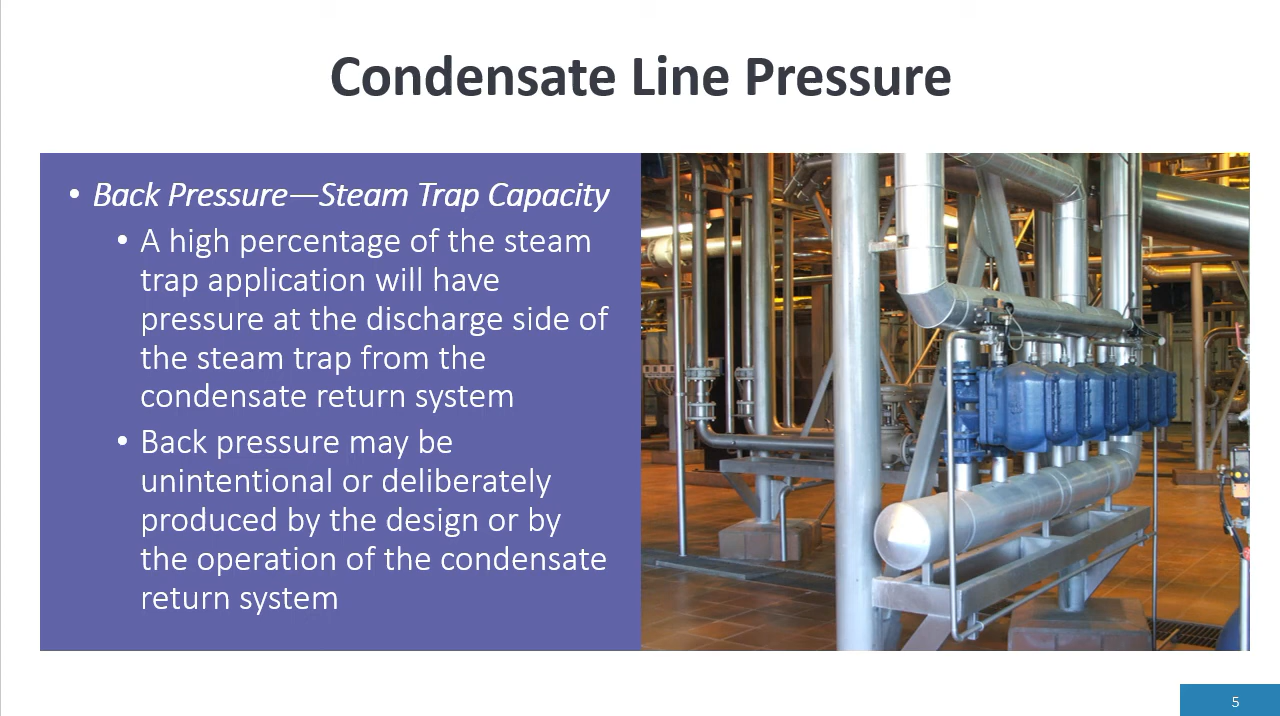 Condensate Line Pressure
• Back Pressure—Steam Trap Capacity
• A high percentage of the steam
trap application will have
pressure at the discharge side of
the steam trap from the
condensate return system
• Back pressure may be
unintentional or deliberately
produced by the design or by
the operation of the condensate
return system
5